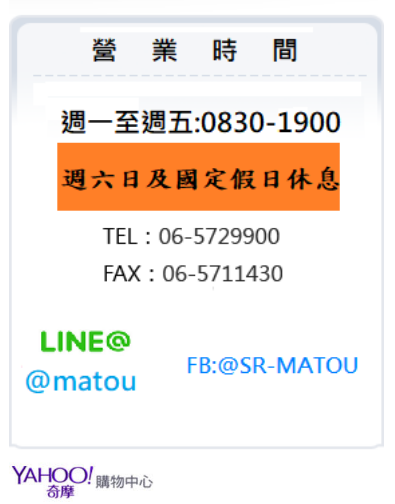 營業時間
週一至週五:0830-1900
週六日及國定假日休息
TEL：06-5729900
FAX：06-5711430
LINE@
@matou
FB:@SR-MATOU
YAHOO!
奇摩 購物中心